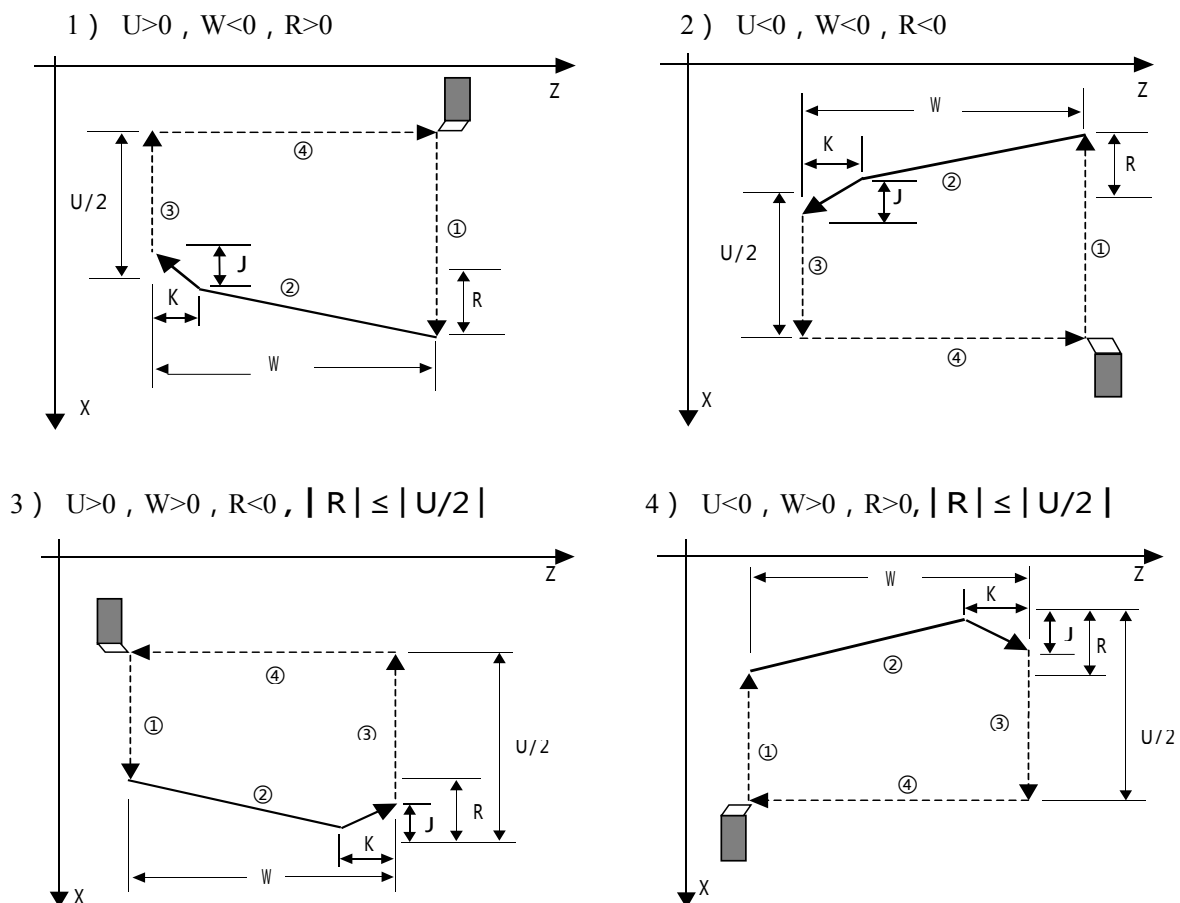 1） U>0 , W<0 , R>0
Z
④
U/2
③
①
J
②
K
R
W
X
2） U<0 , W<0 , R<0
Z
W
K
R
②
J
U/2
①
③
④
X
3） U>0 , W>0 , R<0 , | R | ≤ | U/2 |
Z
④
①
③
U/2
②
R
J
K
W
X
4） U<0 , W>0 , R>0, | R | ≤ | U/2 |
Z
W
K
J
R
②
③
U/2
①
④
X